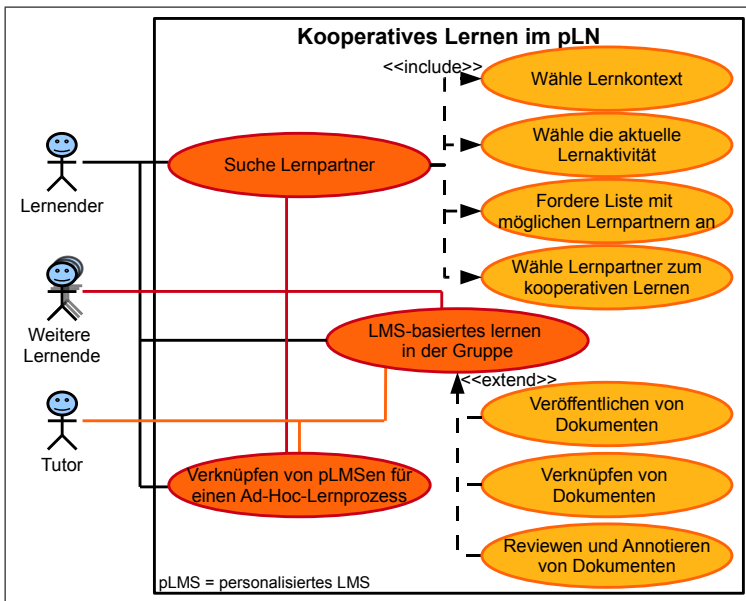 Kooperatives Lernen im pLN
<<include>>
Wähle Lernkontext
Wähle die aktuelle
Lernaktivität
Suche Lernpartner
Lernender
Fordere Liste mit
möglichen Lernpartnern an
Wähle Lernpartner zum
kooperativen Lernen
Weitere
Lernende
LMS-basiertes lernen
in der Gruppe
<<extend>>
Veröffentlichen von
Dokumenten
Tutor
Verknüpfen von pLMSen für
einen Ad-Hoc-Lernprozess
Verknüpfen von
Dokumenten
Reviewen und Annotieren
von Dokumenten
pLMS = personalisiertes LMS